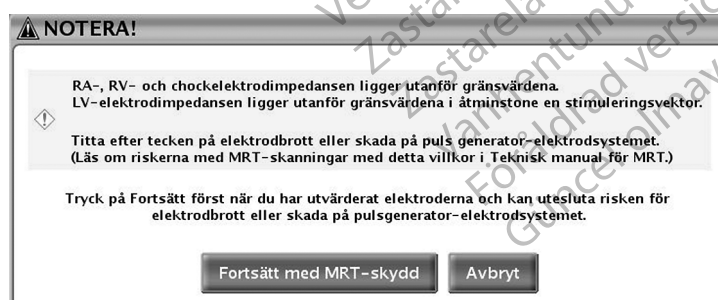 NOTERA!
RA-, RV- och chockelektrodimpedansen ligger utanför gränsvärdena.
LV-elektrodimpedansen ligger utanför gränsvärdena i åtminstone en stimuleringsvektor.
Titta efter tecken på elektrodbrott eller skada på puls generator-elektrodsystemet.
(Läs om riskerna med MRT-skanningar med detta villkor i Teknisk manual för MRT.)
Tryck på Fortsätt först när du har utvärderat elektroderna och kan utesluta risken för
elektrodbrott eller skada på pulsgenerator-elektrodsystemet.
Fortsätt med MRT-skydd
Avbryt
Föråldrad version